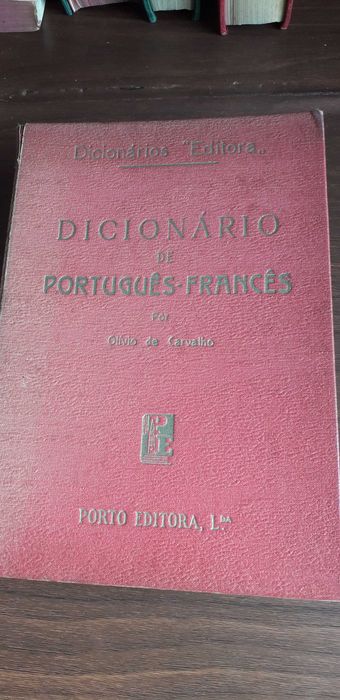 Dicionários "Editora„
DICIONÁRIO
DE
PORTUGUÊS-FRANCÊS
Por
Olívio de Carvalho
PE
PORTO EDITORA, L.DA